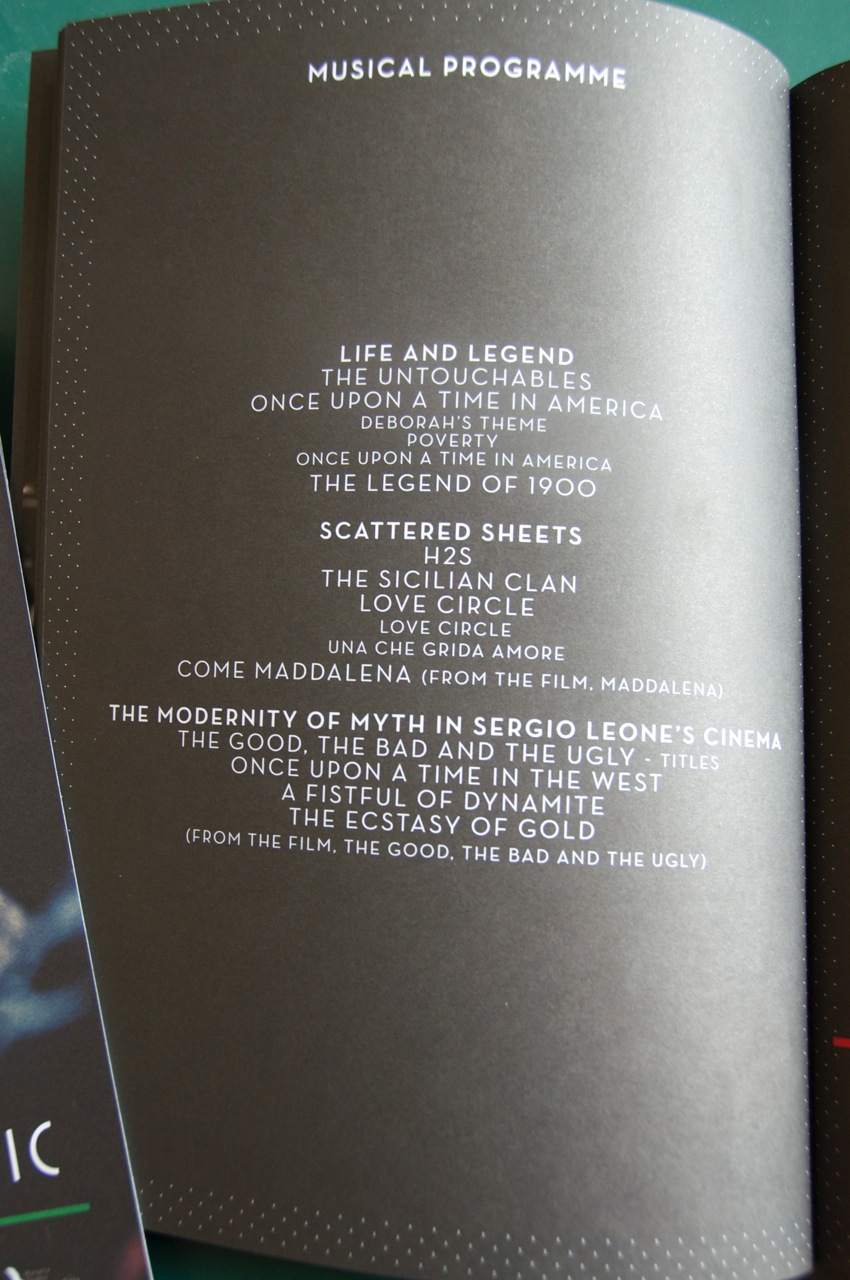 MUSICAL PROGRAMME
LIFE AND LEGEND
THE UNTOUCHABLES
ONCE UPON A TIME IN AMERICA
DEBORAH'S THEME
POVERTY
ONCE UPON A TIME IN AMERICA
THE LEGEND OF 1900
SCATTERED SHEETS
H2S
THE SICILIAN CLAN
LOVE CIRCLE
LOVE CIRCLE
UNA CHE GRIDA AMORE
COME MADDALENA (FROM THE FILM, MADDALENA)
THE MODERNITY OF MYTH IN SERGIO LEONE'S CINEMA
THE GOOD, THE BAD AND THE UGLY - TITLES
ONCE UPON A TIME IN THE WEST
A FISTFUL OF DYNAMITE
THE ECSTASY OF GOLD
(FROM THE FILM, THE GOOD, THE BAD AND THE UGLY)
IC